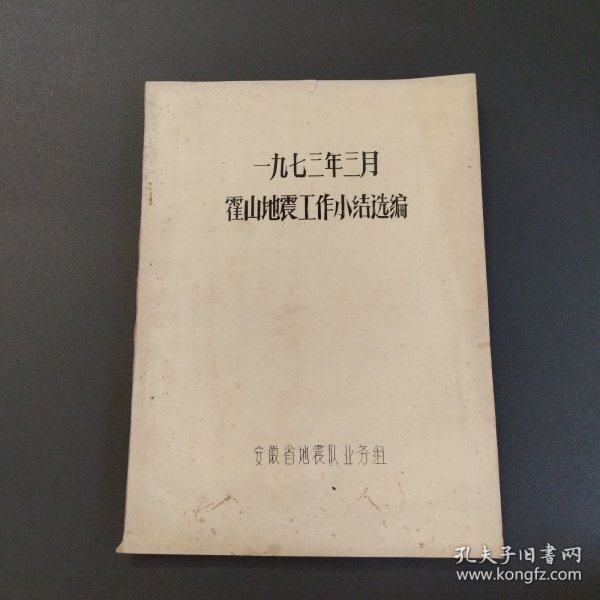 一九七三年三月
霍山地震工作小结选编
安徽省地震队业务组
孔夫子旧書网
www.kongfz.com